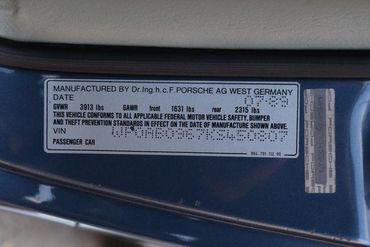 MANUFACTURED BY Dr.Ing.h.c.F.PORSCHE AG WEST GERMANY
DATE 07-89
GVWR 3913 lbs GAWR front 1631 lbs rear 2315 lbs
THIS VEHICLE CONFORMS TO ALL APPLICABLE FEDERAL MOTOR VEHICLE SAFETY, BUMPER
AND THEFT PREVENTION STANDARDS IN EFFECT ON THE DATE OF MANUFACTURE SHOWN ABOVE.
VIN
PASSENGER CAR